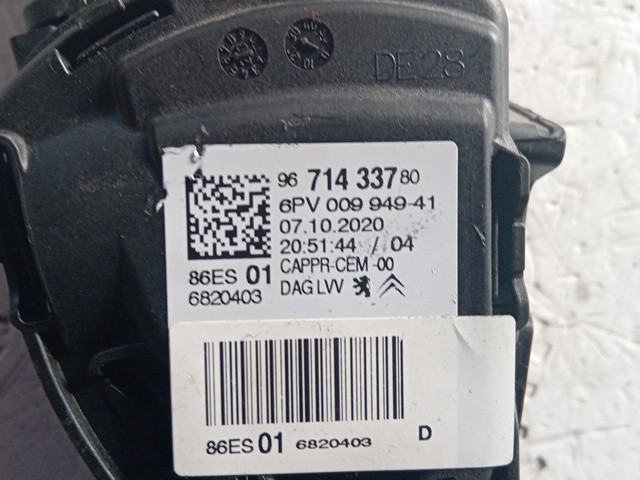 DE28
96 714 337 80
6PV 009 949-41
07.10.2020
20:51:44 / 04
86ES 01 CAPPR-CEM -00
6820403 DAG LVV
86ES 01 6820403 D